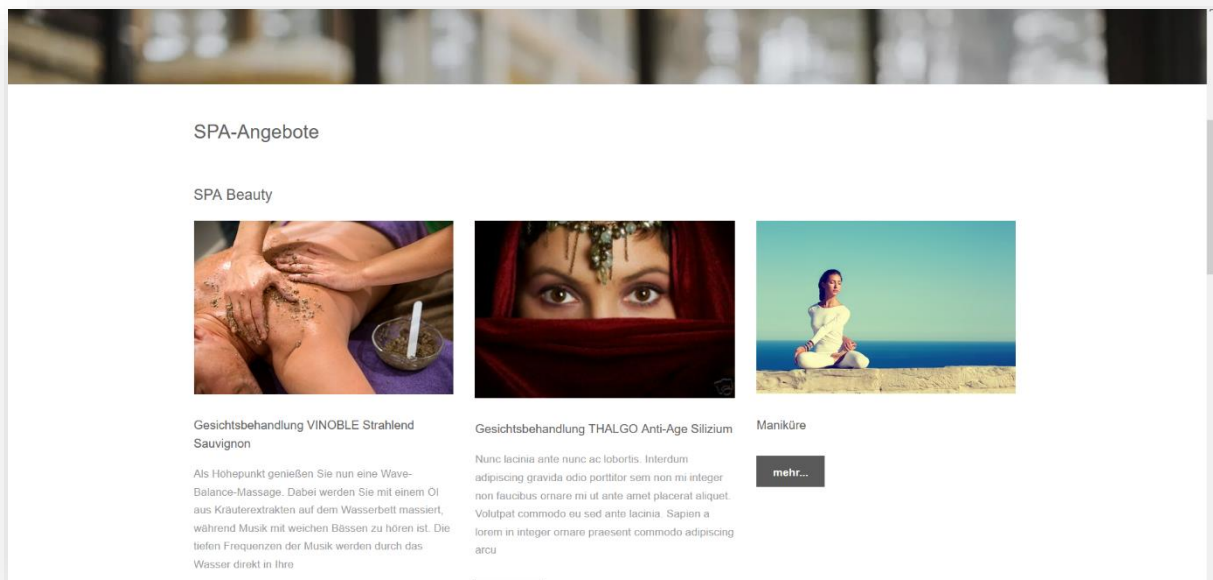 SPA-Angebote
SPA Beauty
Gesichtsbehandlung VINOBLE Strahlend
Sauvignon
Als Höhepunkt genießen Sie nun eine Wave-
Balance-Massage. Dabei werden Sie mit einem Öl
aus Kräuterextrakten auf dem Wasserbett massiert,
während Musik mit weichen Bässen zu hören ist. Die
tiefen Frequenzen der Musik werden durch das
Wasser direkt in Ihre
Gesichtsbehandlung THALGO Anti-Age Silizium
Nunc lacinia ante nunc ac lobortis. Interdum
adipiscing gravida odio porttitor sem non mi integer
non faucibus ornare mi ut ante amet placerat aliquet.
Volutpat commodo eu sed ante lacinia. Sapien a
lorem in integer ornare praesent commodo adipiscing
arcu
Maniküre
mehr...